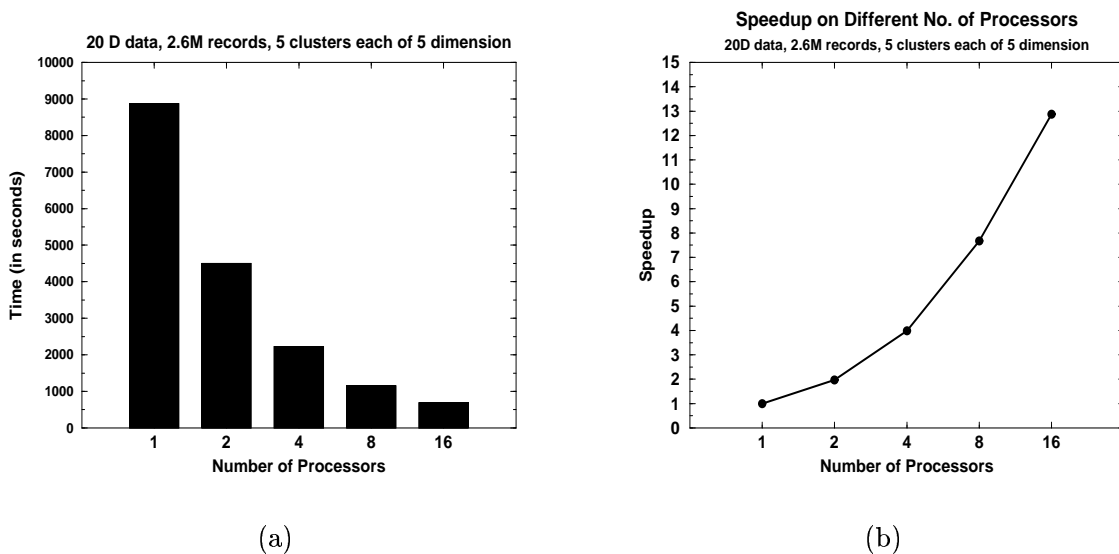 20 D data, 2.6M records, 5 clusters each of 5 dimension
10000
9000
8000
7000
6000
5000
4000
3000
2000
1000
0
Time (in seconds)
1 2 4 8 16
Number of Processors
(a)
Speedup on Different No. of Processors
20D data, 2.6M records, 5 clusters each of 5 dimension
15
14
13
12
11
10
9
8
7
6
5
4
3
2
1
0
Speedup
1 2 4 8 16
Number of Processors
(b)